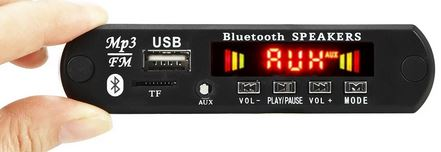 Mp3
FM
USB
Bluetooth SPEAKERS
AUX
AUX
TF
AUX
VOL-
PLAY/PAUSE
VOL+
MODE